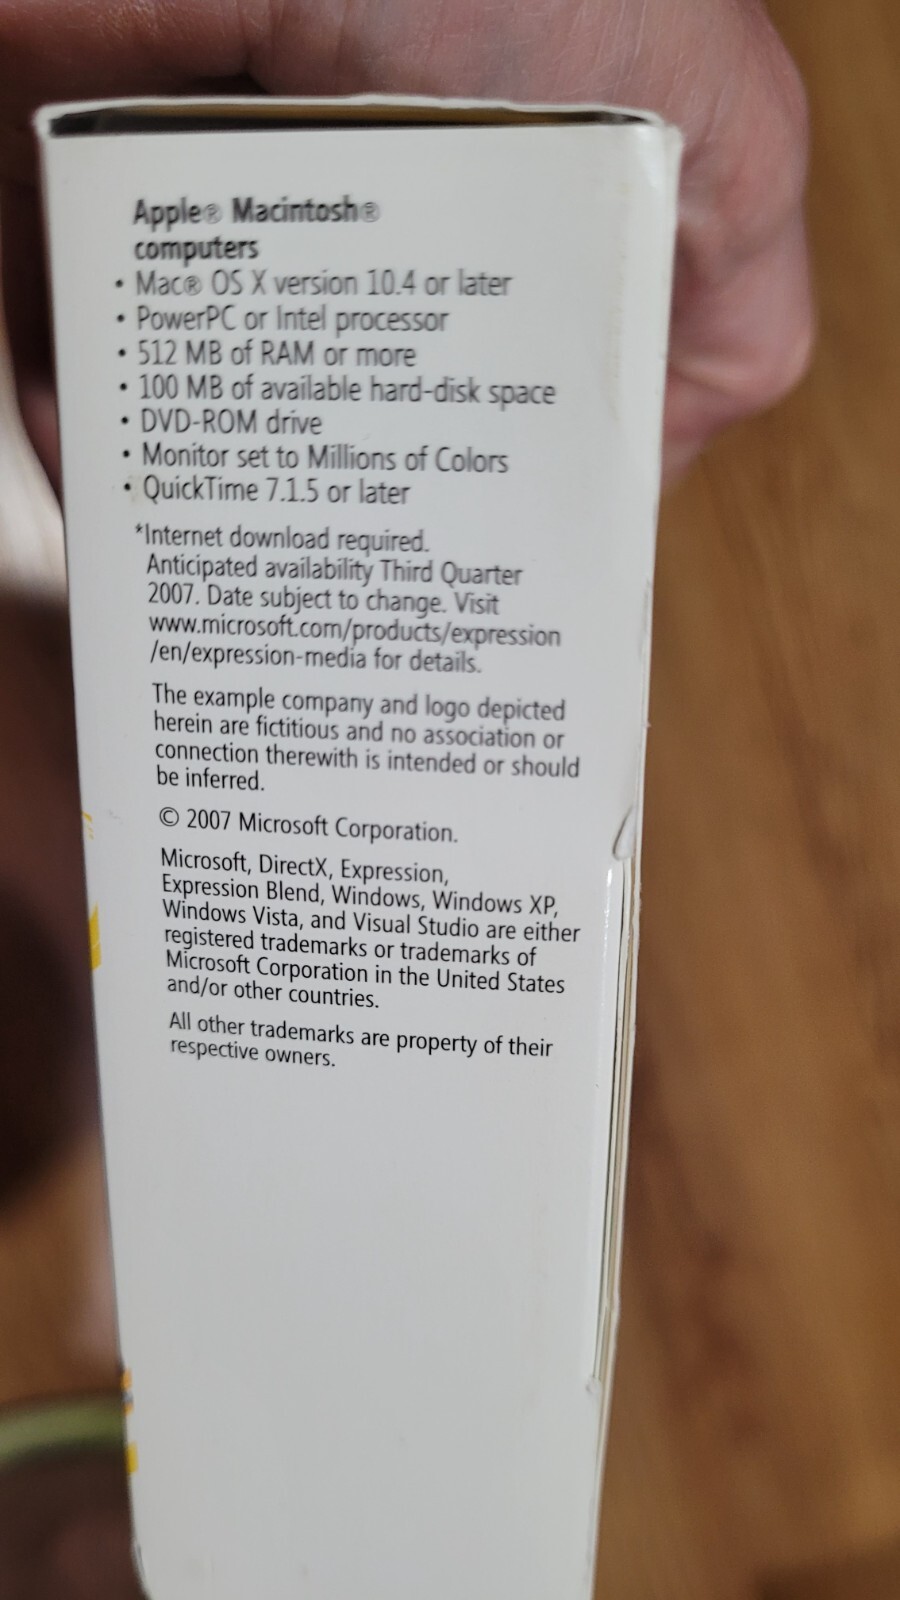 Apple® Macintosh®
computers
• Mac® OS X version 10.4 or later
• PowerPC or Intel processor
• 512 MB of RAM or more
• 100 MB of available hard-disk space
• DVD-ROM drive
• Monitor set to Millions of Colors
• QuickTime 7.1.5 or later
*Internet download required.
Anticipated availability Third Quarter
2007. Date subject to change. Visit
www.microsoft.com/products/expression
/en/expression-media for details.
The example company and logo depicted
herein are fictitious and no association or
connection therewith is intended or should
be inferred.
© 2007 Microsoft Corporation.
Microsoft, DirectX, Expression,
Expression Blend, Windows, Windows XP,
Windows Vista, and Visual Studio are either
registered trademarks or trademarks of
Microsoft Corporation in the United States
and/or other countries.
All other trademarks are property of their
respective owners.